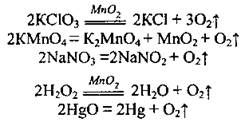 2KClO₃ =MnO₂= 2KCl + 3O₂↑
2KMnO₄= K₂MnO₄ + MnO₂ + O₂↑
2NaNO₃ =2NaNO₂ + O₂↑
2H₂O₂ =MnO₂= 2H₂O + O₂↑
2HgO = 2Hg + O₂↑